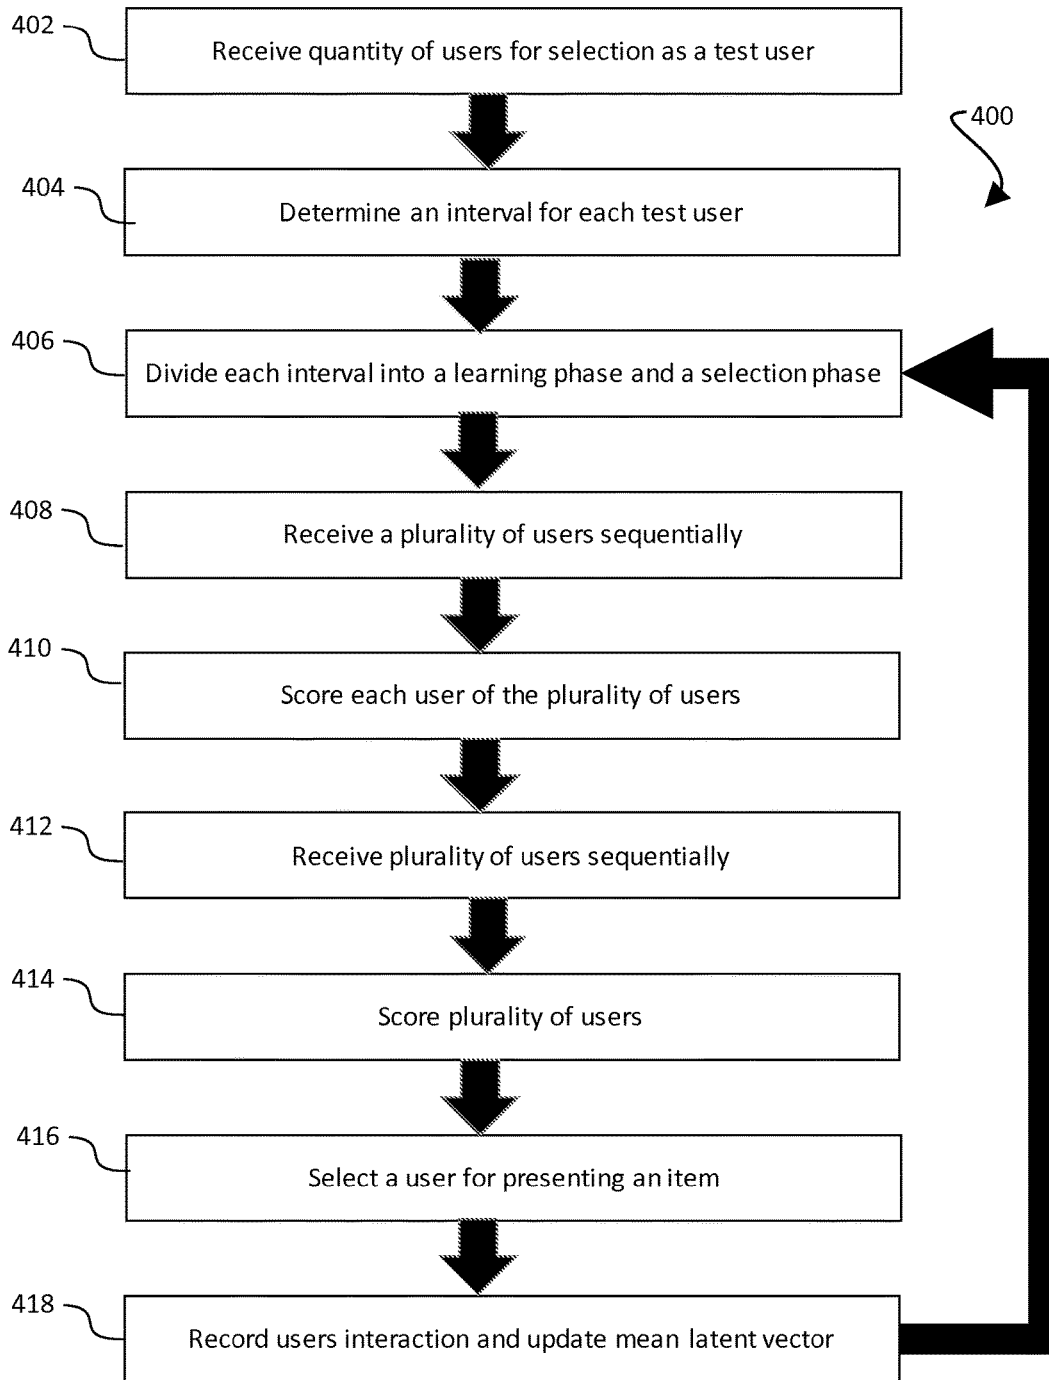 402
Receive quantity of users for selection as a test user
400
404
Determine an interval for each test user
406
Divide each interval into a learning phase and a selection phase
408
Receive a plurality of users sequentially
410
Score each user of the plurality of users
412
Receive plurality of users sequentially
414
Score plurality of users
416
Select a user for presenting an item
418
Record users interaction and update mean latent vector